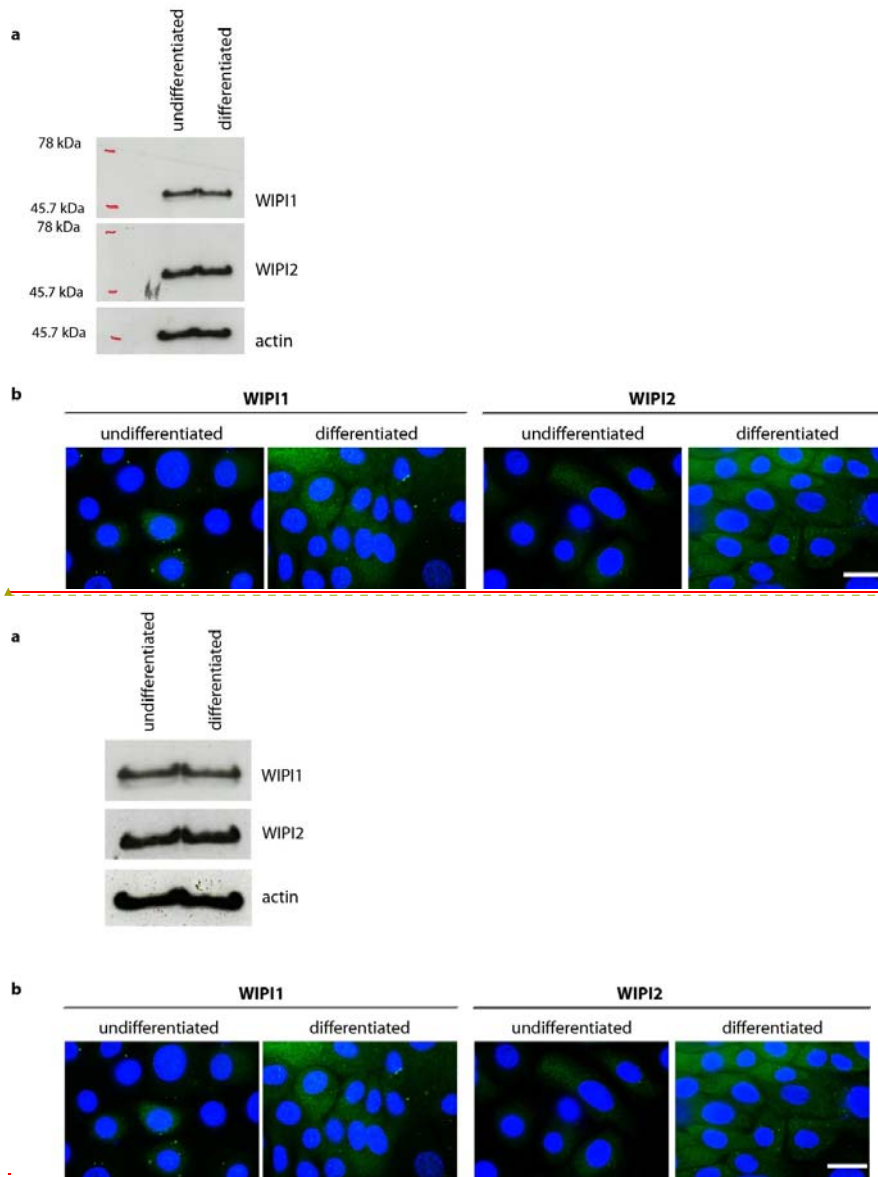 a
undifferentiated
differentiated
78 kDa
WIPI1
45.7 kDa
78 kDa
WIPI2
45.7 kDa
45.7 kDa
actin
b
WIPI1 WIPI2
undifferentiated differentiated undifferentiated differentiated
a
undifferentiated
differentiated
WIPI1
WIPI2
actin
b
WIPI1 WIPI2
undifferentiated differentiated undifferentiated differentiated